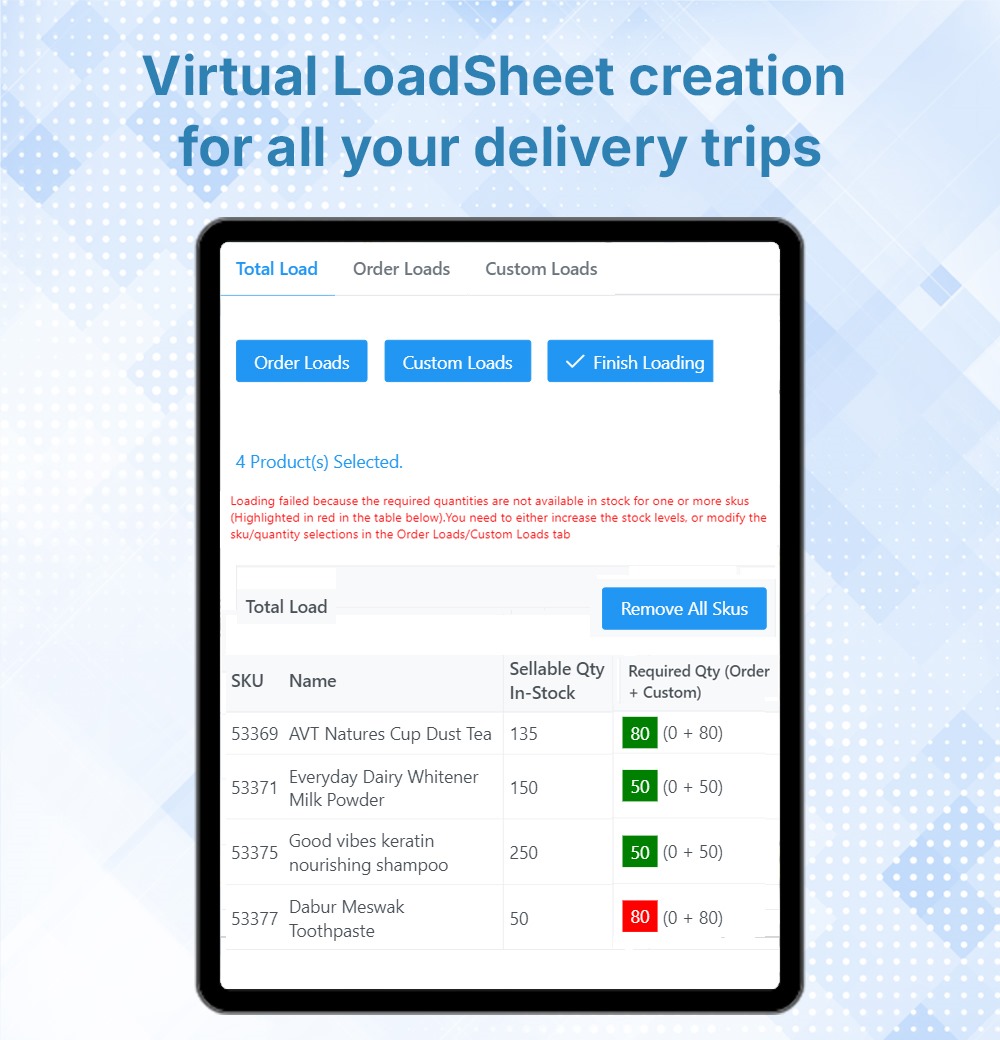 Virtual LoadSheet creation
for all your delivery trips
Total Load Order Loads Custom Loads
Order Loads Custom Loads Finish Loading
4 Product(s) Selected.
Loading failed because the required quantities are not available in stock for one or more skus
(Highlighted in red in the table below).You need to either increase the stock levels, or modify the
sku/quantity selections in the Order Loads/Custom Loads tab
Total Load Remove All Skus
SKU Name Sellable Qty In-Stock Required Qty (Order + Custom)
53369 AVT Natures Cup Dust Tea 135 80 (0 + 80)
53371 Everyday Dairy Whitener Milk Powder 150 50 (0 + 50)
53375 Good vibes keratin nourishing shampoo 250 50 (0 + 50)
53377 Dabur Meswak Toothpaste 50 80 (0 + 80)